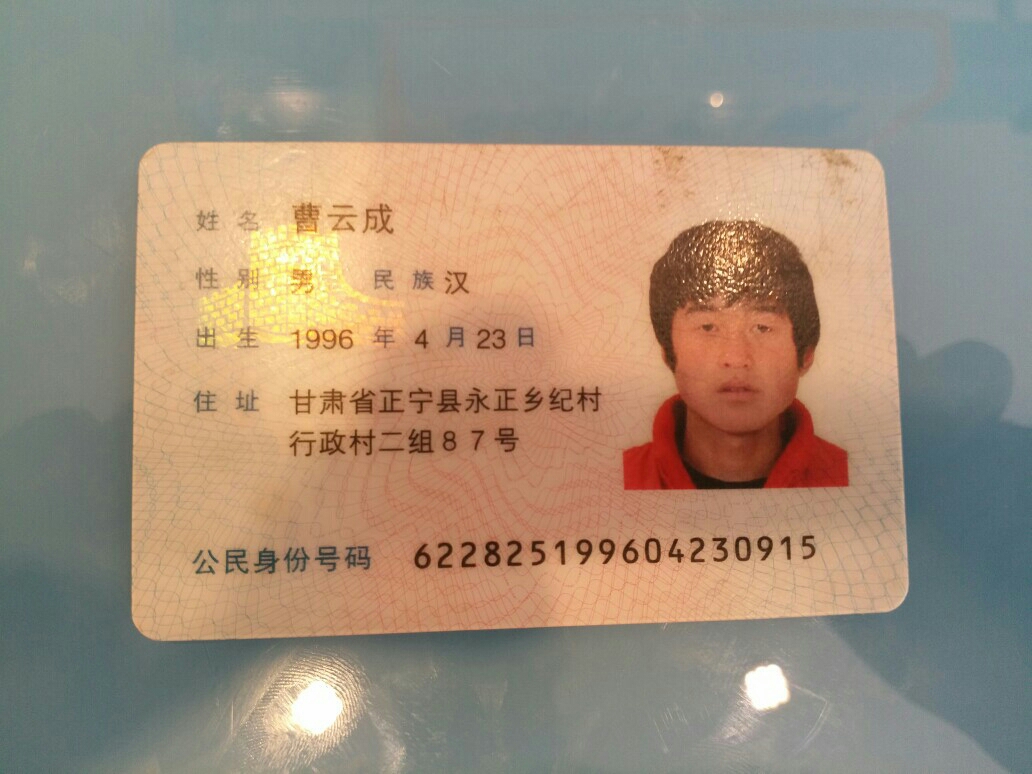 姓名 曹云成
性别 男 民族 汉
出生 1996 年 4 月 23 日
住址 甘肃省正宁县永正乡纪村
行政村二组87号
公民身份号码 622825199604230915